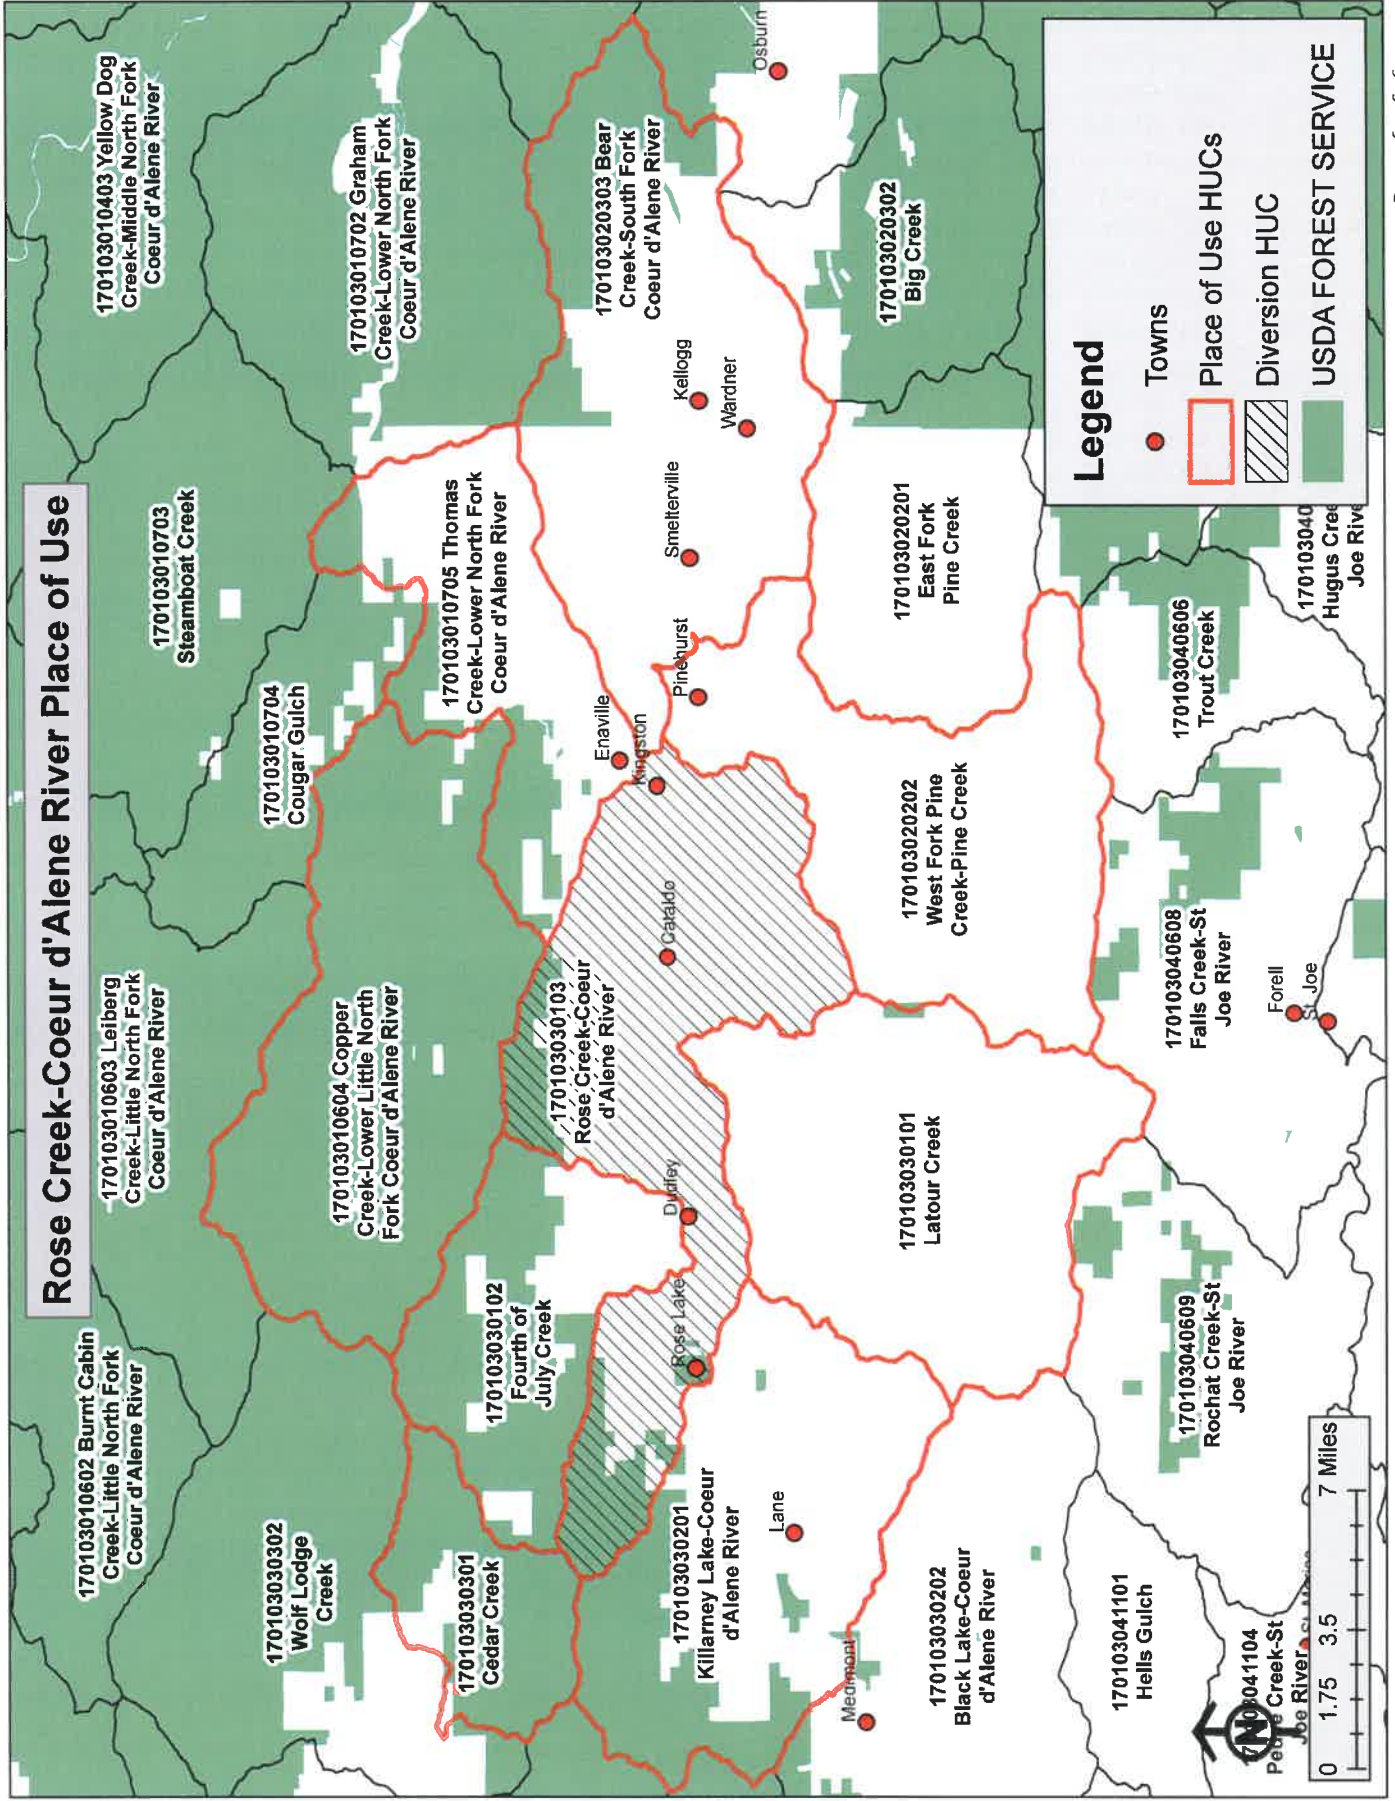 Rose Creek-Coeur d'Alene River Place of Use
170103010602 Burnt Cabin
Creek-Little North Fork
Coeur d'Alene River
170103010603 Leiberg
Creek-Little North Fork
Coeur d'Alene River
170103010703
Steamboat Creek
170103010403 Yellow Dog
Creek-Middle North Fork
Coeur d'Alene River
170103030302
Wolf Lodge
Creek
170103010604 Copper
Creek-Lower Little North
Fork Coeur d'Alene River
170103010704
Cougar Gulch
170103010702 Graham
Creek-Lower North Fork
Coeur d'Alene River
170103030301
Cedar Creek
170103030102
Fourth of
July Creek
170103010705 Thomas
Creek-Lower North Fork
Coeur d'Alene River
170103030103
Rose Creek-Coeur
d'Alene River
170103020303 Bear
Creek-South Fork
Coeur d'Alene River
Enaville
Kingston
Pinehurst
Smelterville
Kellogg
Wardner
Osburn
Cataldo
Dudley
Rose Lake
170103030201
Killarney Lake-Coeur
d'Alene River
Lane
Medimont
170103030202
Black Lake-Coeur
d'Alene River
170103030101
Latour Creek
170103020202
West Fork Pine
Creek-Pine Creek
170103020201
East Fork
Pine Creek
170103020302
Big Creek
170103041101
Hells Gulch
170103040609
Rochat Creek-St
Joe River
170103040608
Falls Creek-St
Joe River
170103040606
Trout Creek
Forell
St. Joe
170103040
Hugus Cree
Joe Rive
Creek-St
Joe River
N
0 1.75 3.5 7 Miles
Legend
Towns
Place of Use HUCs
Diversion HUC
USDA FOREST SERVICE